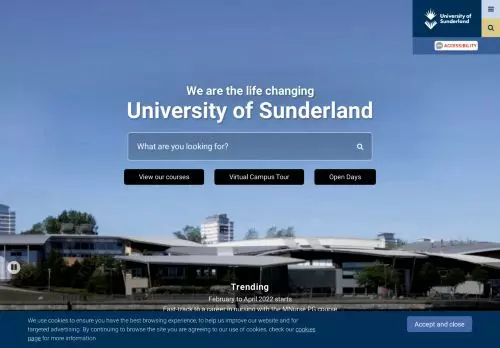 University of
Sunderland
ACCESSIBILITY
We are the life changing
University of Sunderland
What are you looking for?
View our courses
Virtual Campus Tour
Open Days
Trending
February to April 2022 starts
Fast-track to a career in nursing with the MNurse PG course
We use cookies to ensure you have the best browsing experience, to help us improve our website and for
targeted advertising. By continuing to browse the site you are agreeing to our use of cookies, check our cookies
page for more information
Accept and close